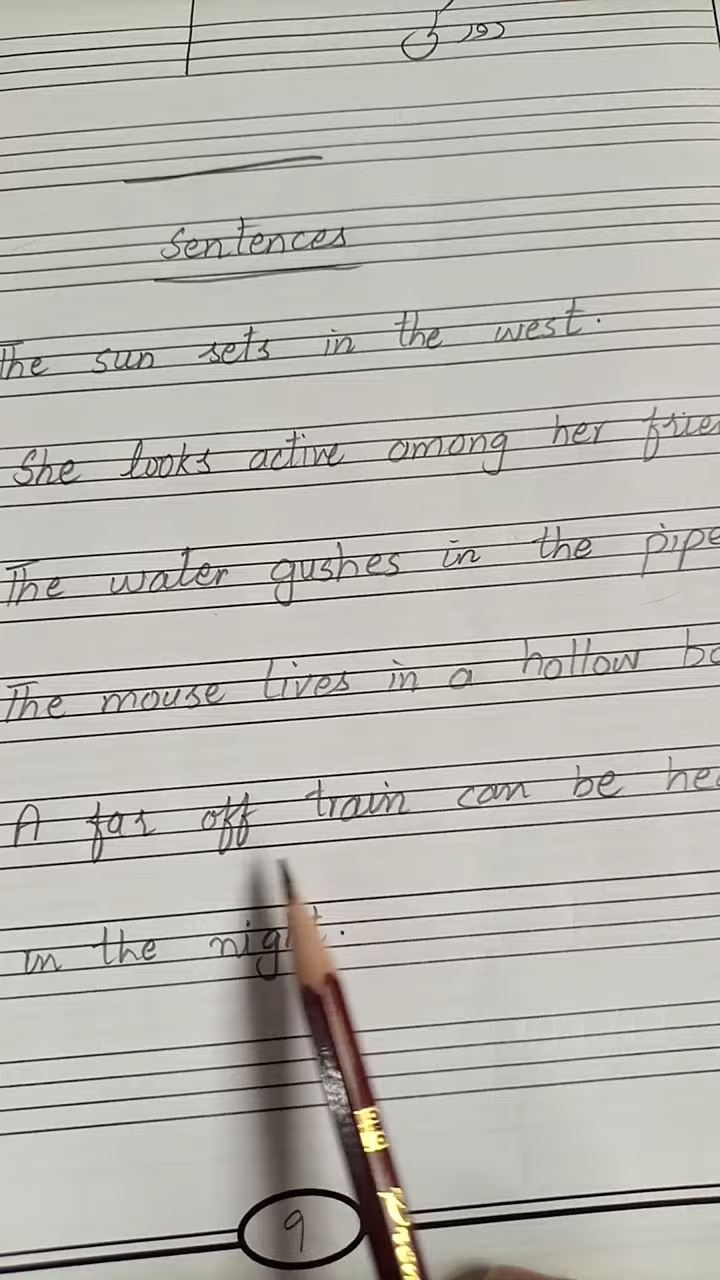 Sentences
The sun sets in the west.
She looks active among her
The water gushes in the pipe
The mouse lives in a hollow
A far off train can be
in the
9